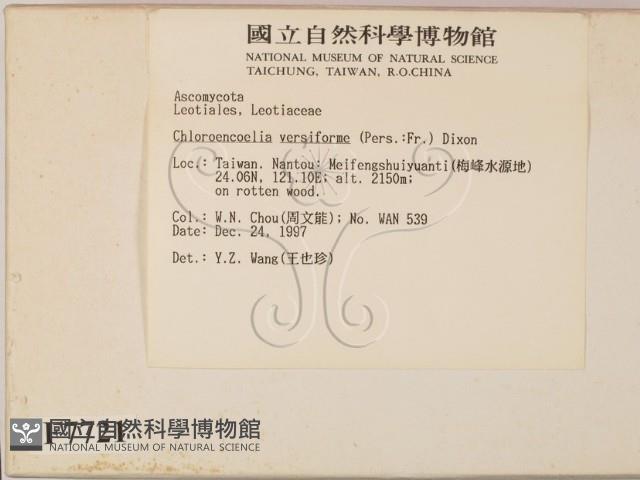 國立自然科學博物館
NATIONAL MUSEUM OF NATURAL SCIENCE
TAICHUNG, TAIWAN, R.O.CHINA
Ascomycota
Leotiales, Leotiaceae
Chloroencoelia versiforme (Pers.:Fr.) Dixon
Loc.: Taiwan. Nantou: Meifengshuiyuanti(梅峰水源地)
24.06N, 121.10E; alt. 2150m;
on rotten wood.
Col.: W.N. Chou(周文能); No. WAN 539
Date: Dec. 24, 1997
Det.: Y.Z. Wang(王也珍)
國立自然科學博物館
NATIONAL MUSEUM OF NATURAL SCIENCE